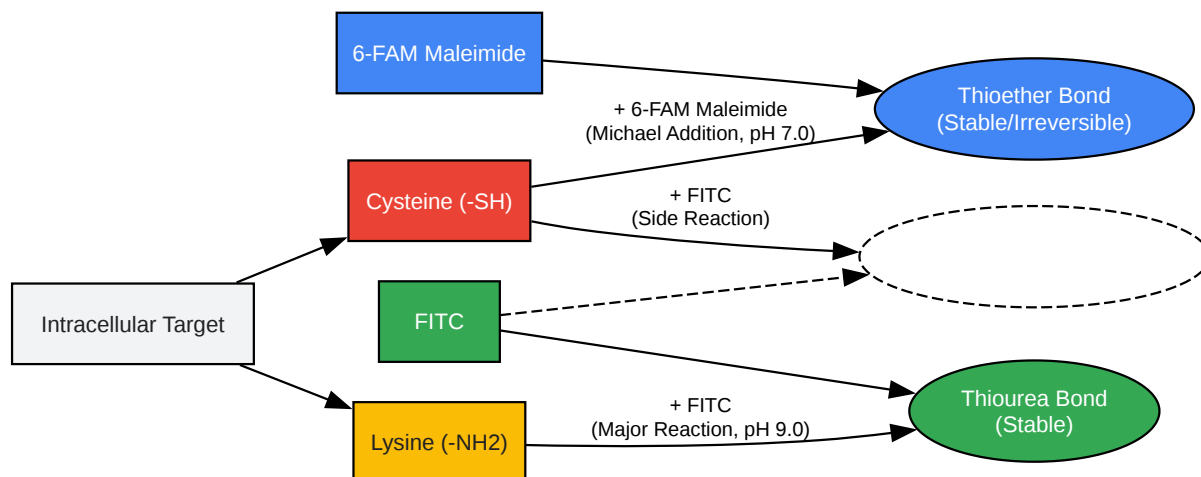 6-FAM Maleimide
Thioether Bond
(Stable/Irreversible)
+ 6-FAM Maleimide
(Michael Addition, pH 7.0)
Cysteine (-SH)
+ FITC
(Side Reaction)
Intracellular Target
FITC
Thiourea Bond
(Stable)
+ FITC
(Major Reaction, pH 9.0)
Lysine (-NH2)